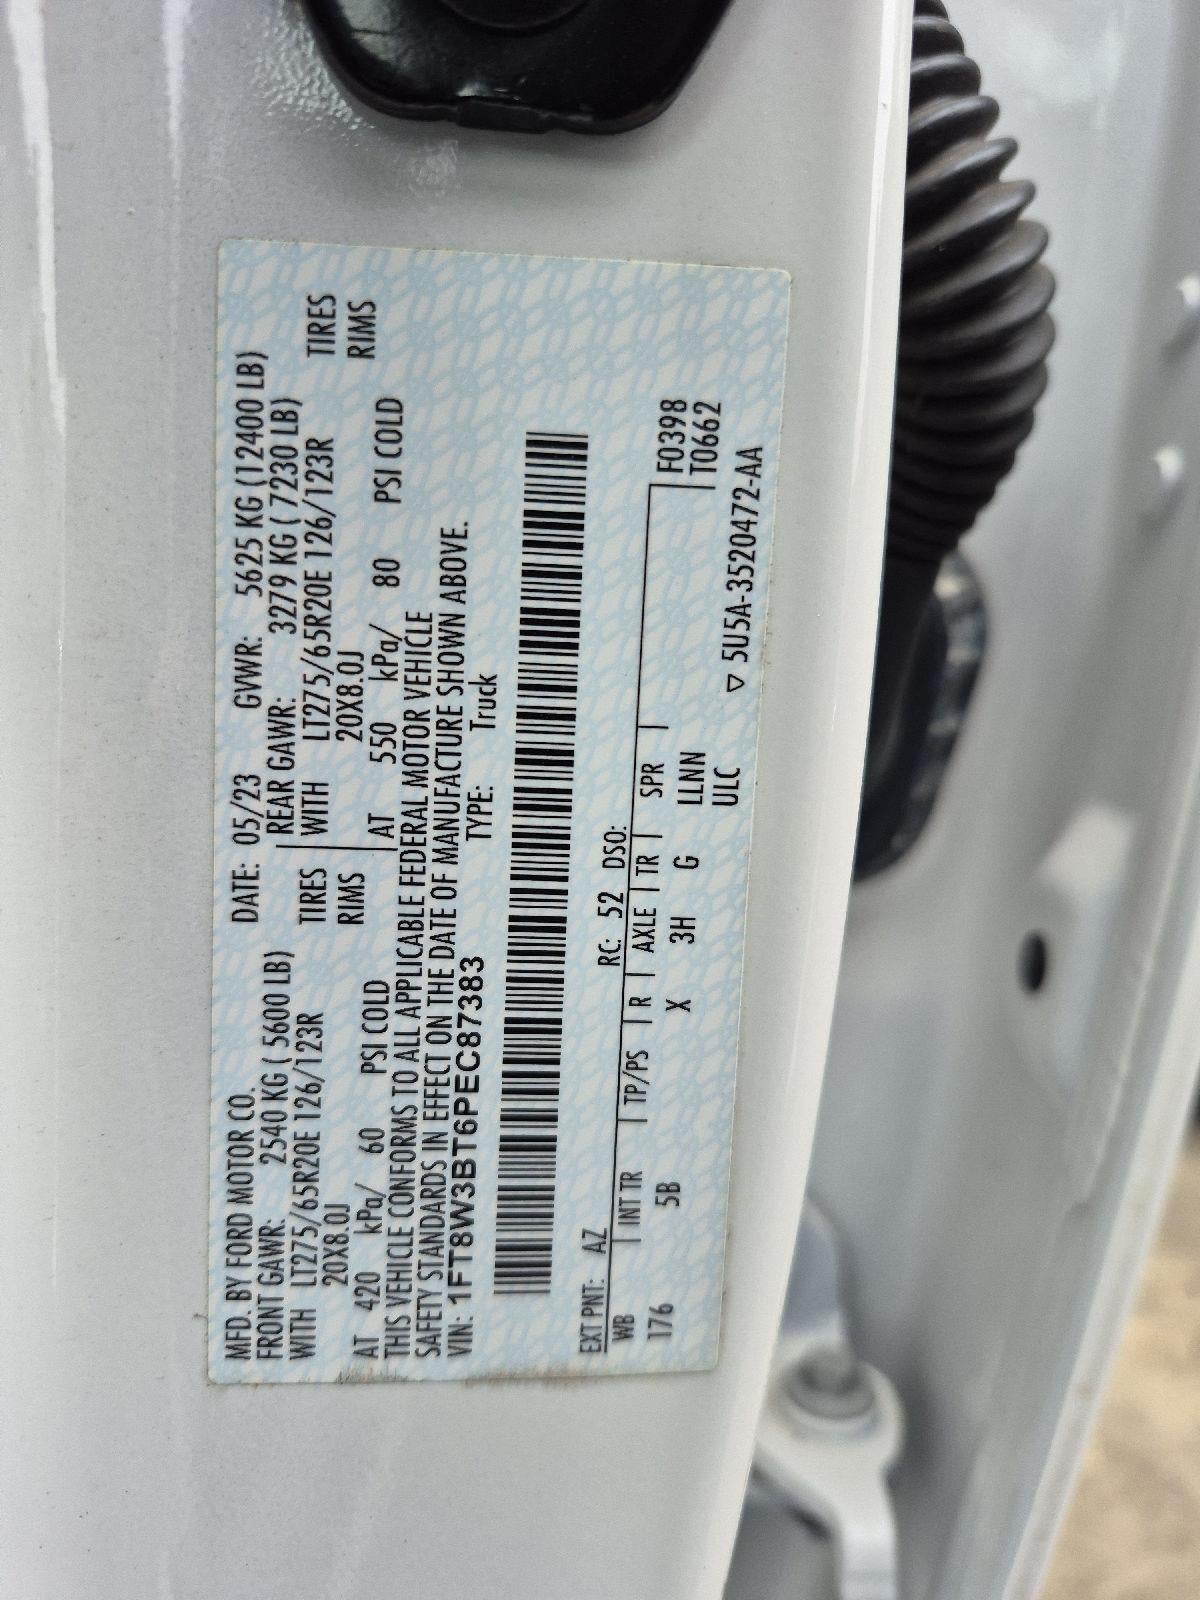 MFD. BY FORD MOTOR CO. DATE: 05/23 GVWR: 5625 KG (12400 LB)
FRONT GAWR: 2540 KG ( 5600 LB) REAR GAWR: 3279 KG ( 7230 LB)
WITH LT275/65R20E 126/123R TIRES WITH LT275/65R20E 126/123R TIRES
20X8.0J RIMS 20X8.0J RIMS
AT 420 kPa/ 60 PSI COLD AT 550 kPa/ 80 PSI COLD
THIS VEHICLE CONFORMS TO ALL APPLICABLE FEDERAL MOTOR VEHICLE
SAFETY STANDARDS IN EFFECT ON THE DATE OF MANUFACTURE SHOWN ABOVE.
VIN: 1FT8W3BT6PEC87383 TYPE: Truck
EXT PNT: AZ RC: 52 DSO:
WB INT TR TP/PS R AXLE TR SPR F0398
176 5B X 3H G LLNN T0662
ULC ▽ 5U5A-3520472-AA